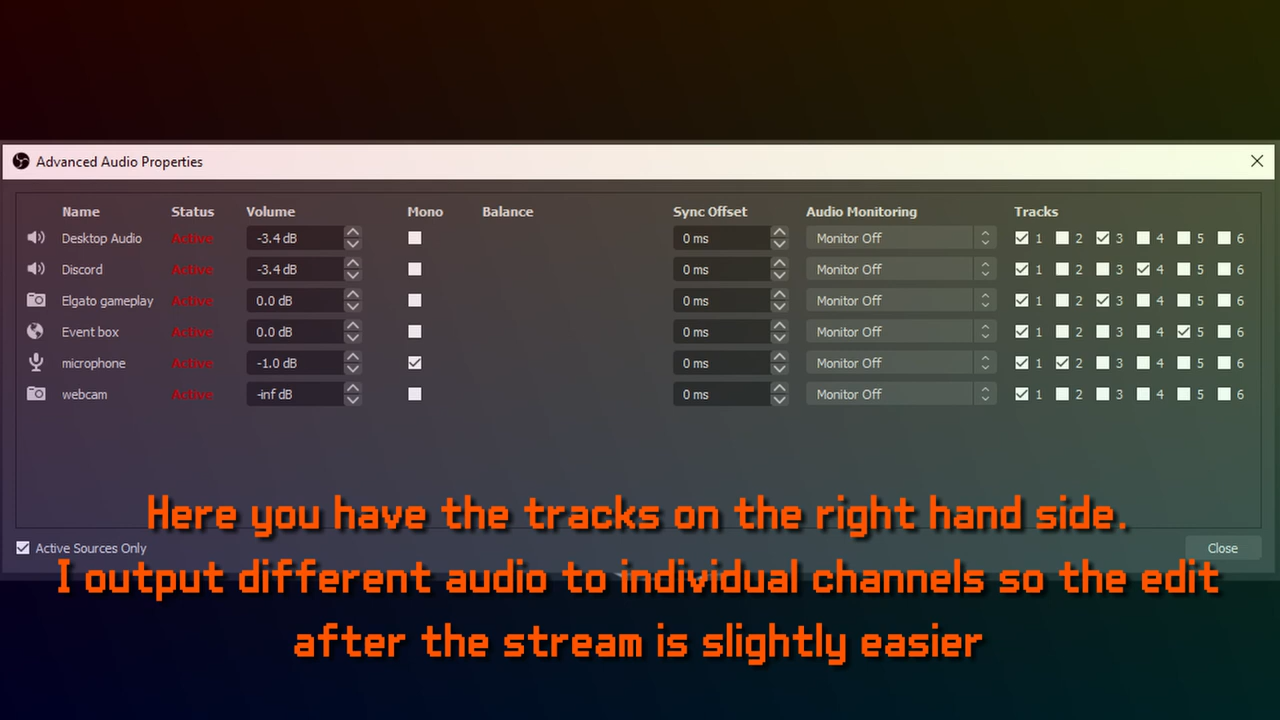 Advanced Audio Properties
Name Status Volume Mono Balance Sync Offset Audio Monitoring Tracks
Desktop Audio Active -3.4 dB 0 ms Monitor Off 1 2 3 4 5 6
Discord Active -3.4 dB 0 ms Monitor Off 1 2 3 4 5 6
Elgato gameplay Active 0.0 dB 0 ms Monitor Off 1 2 3 4 5 6
Event box Active 0.0 dB 0 ms Monitor Off 1 2 3 4 5 6
microphone Active -1.0 dB 0 ms Monitor Off 1 2 3 4 5 6
webcam Active -inf dB 0 ms Monitor Off 1 2 3 4 5 6
Here you have the tracks on the right hand side.
Active Sources Only Close
I output different audio to individual channels so the edit
after the stream is slightly easier